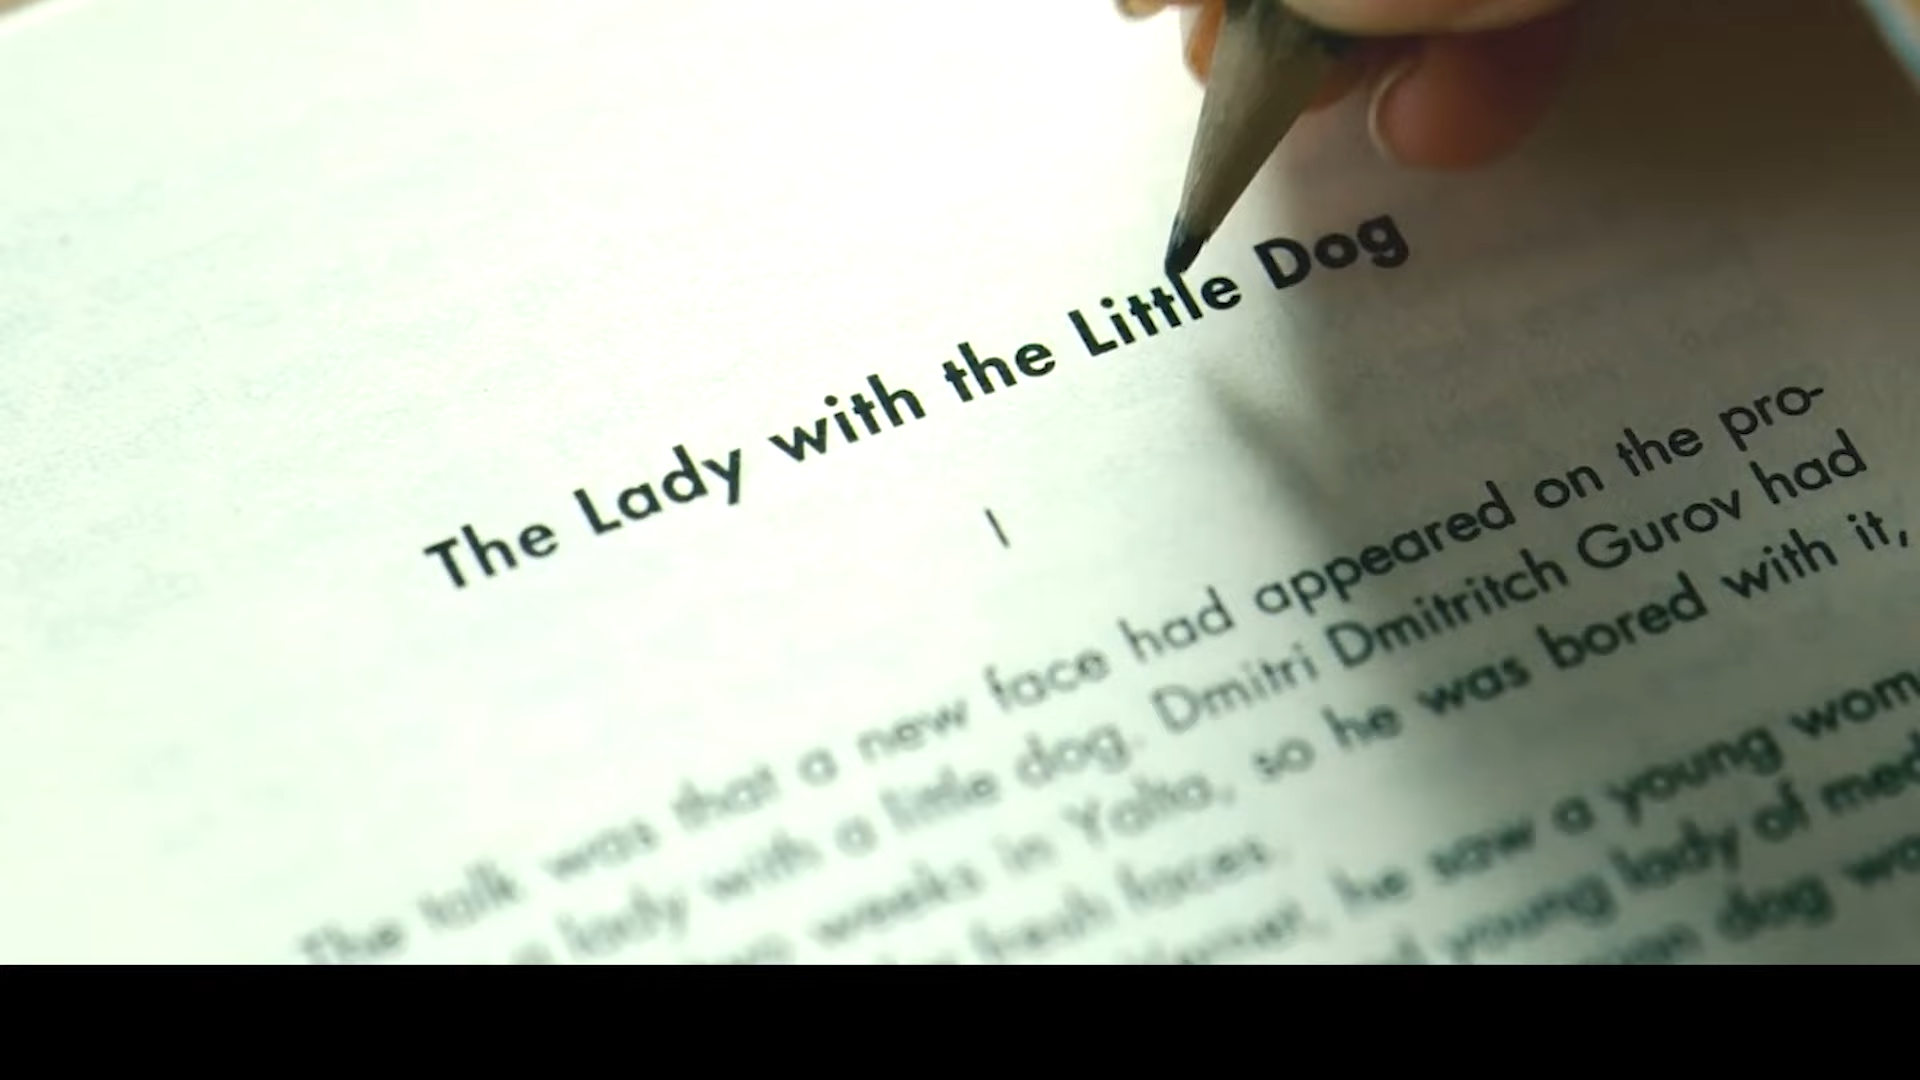 The Lady with the Little Dog
I
The talk was that a new face had appeared on the pro-
a lady with a little dog. Dmitri Dmitritch Gurov had
two weeks in Yalta, so he was bored with it,
fresh faces.
he saw a young wom
young lady of med
dog wa